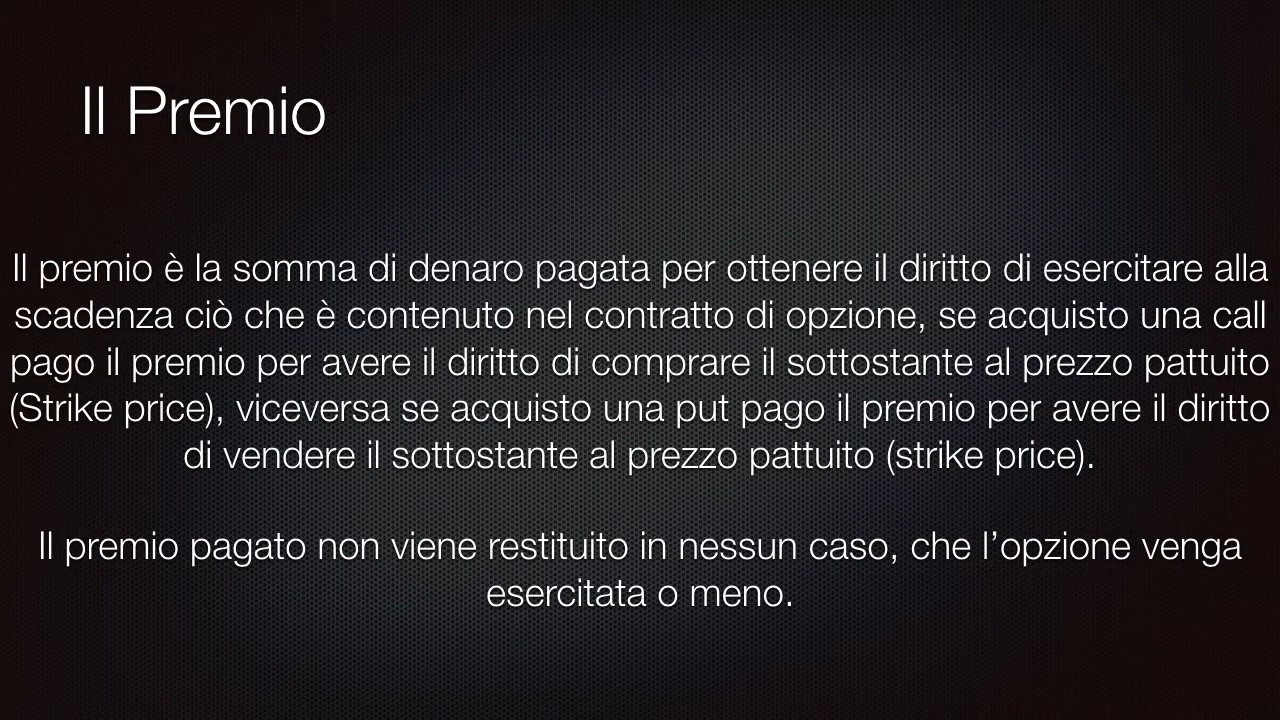 Il Premio
Il premio è la somma di denaro pagata per ottenere il diritto di esercitare alla
scadenza ciò che è contenuto nel contratto di opzione, se acquisto una call
pago il premio per avere il diritto di comprare il sottostante al prezzo pattuito
(Strike price), viceversa se acquisto una put pago il premio per avere il diritto
di vendere il sottostante al prezzo pattuito (strike price).
Il premio pagato non viene restituito in nessun caso, che l’opzione venga
esercitata o meno.